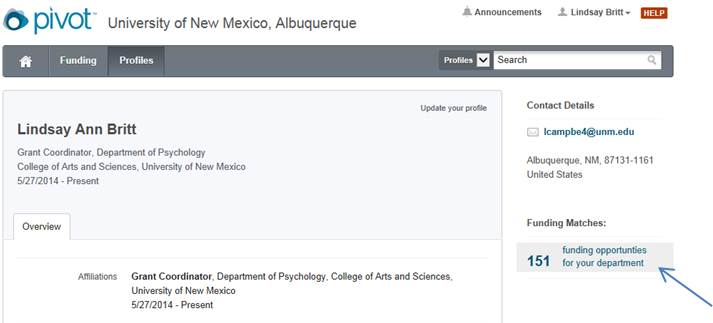 pivot™ University of New Mexico, Albuquerque
Announcements Lindsay Britt HELP
Funding Profiles Profiles Search
Update your profile
Lindsay Ann Britt
Grant Coordinator, Department of Psychology
College of Arts and Sciences, University of New Mexico
5/27/2014 - Present
Overview
Affiliations Grant Coordinator, Department of Psychology, College of Arts and Sciences,
University of New Mexico
5/27/2014 - Present
Contact Details
lcampbe4@unm.edu
Albuquerque, NM, 87131-1161
United States
Funding Matches:
151 funding opportunties
for your department